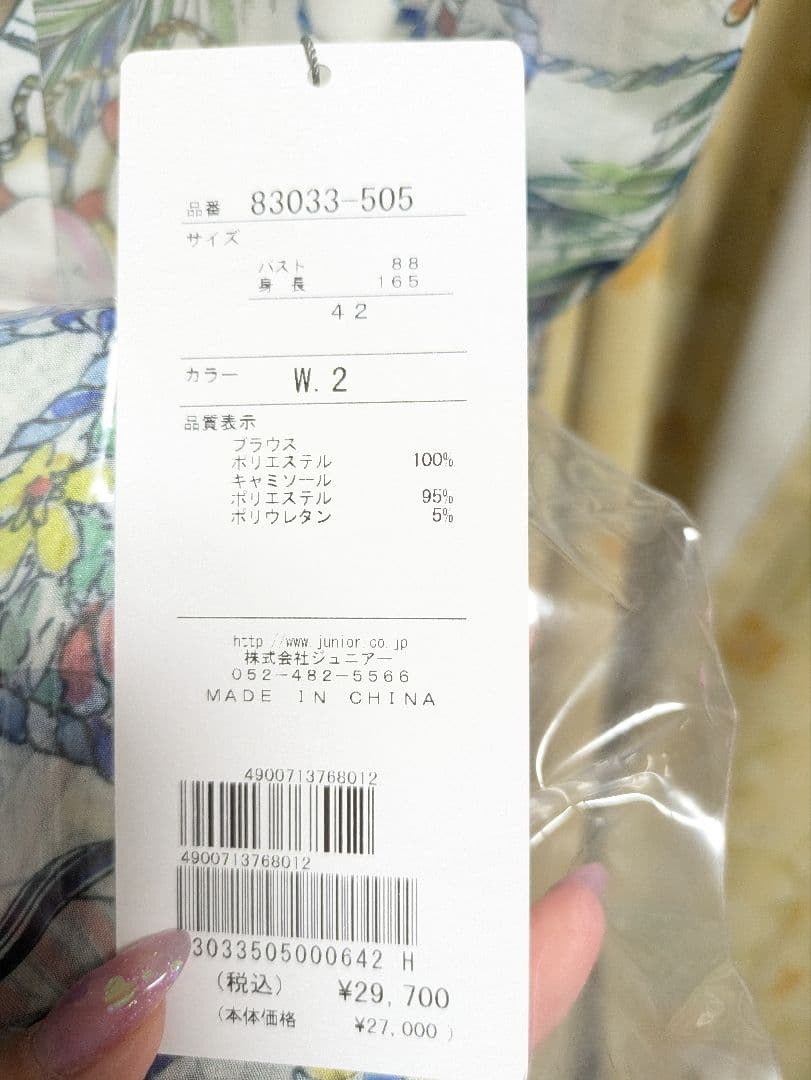 品番 83033-505
サイズ
バスト 88
身長 165
42
カラー W.2
品質表示
ブラウス
ポリエステル 100%
キャミソール
ポリエステル 95%
ポリウレタン 5%
http://www.junior.co.jp
株式会社ジュニアー
052-482-5566
MADE IN CHINA
4900713768012
4900713768012
3033505000642 H
(税込) ¥29,700
(本体価格 ¥27,000)